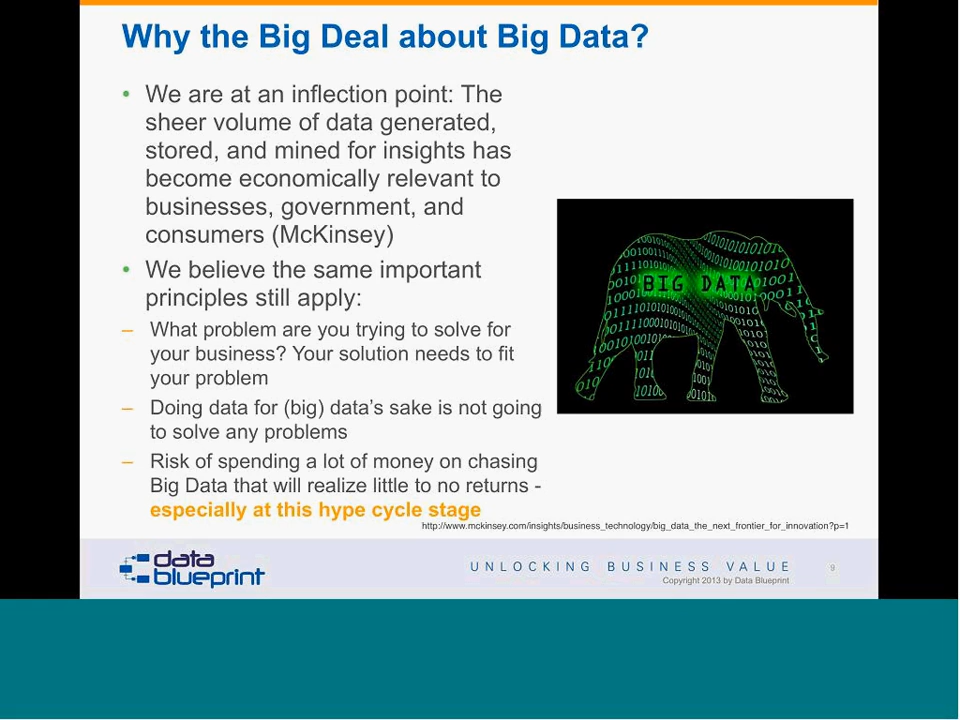 Why the Big Deal about Big Data?
• We are at an inflection point: The
sheer volume of data generated,
stored, and mined for insights has
become economically relevant to
businesses, government, and
consumers (McKinsey)
• We believe the same important
principles still apply:
– What problem are you trying to solve for
your business? Your solution needs to fit
your problem
– Doing data for (big) data's sake is not going
to solve any problems
– Risk of spending a lot of money on chasing
Big Data that will realize little to no returns -
especially at this hype cycle stage
BIG DATA
http://www.mckinsey.com/insights/business_technology/big_data_the_next_frontier_for_innovation?p=1
data
blueprint
UNLOCKING BUSINESS VALUE
Copyright 2013 by Data Blueprint
9